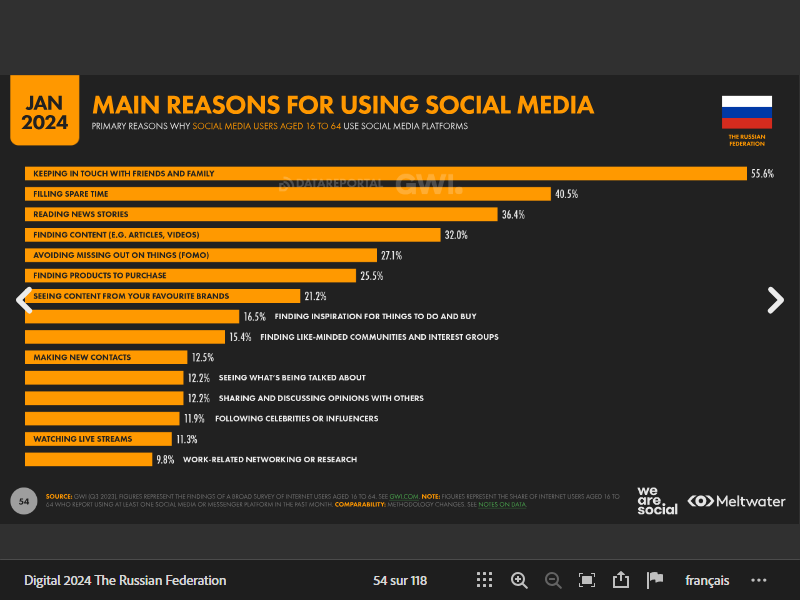 JAN
2024
MAIN REASONS FOR USING SOCIAL MEDIA
PRIMARY REASONS WHY SOCIAL MEDIA USERS AGED 16 TO 64 USE SOCIAL MEDIA PLATFORMS
THE RUSSIAN
FEDERATION
KEEPING IN TOUCH WITH FRIENDS AND FAMILY 55.6%
DATAREPORTAL GWI.
FILLING SPARE TIME 40.5%
READING NEWS STORIES 36.4%
FINDING CONTENT (E.G. ARTICLES, VIDEOS) 32.0%
AVOIDING MISSING OUT ON THINGS (FOMO) 27.1%
FINDING PRODUCTS TO PURCHASE 25.5%
SEEING CONTENT FROM YOUR FAVOURITE BRANDS 21.2%
16.5% FINDING INSPIRATION FOR THINGS TO DO AND BUY
15.4% FINDING LIKE-MINDED COMMUNITIES AND INTEREST GROUPS
MAKING NEW CONTACTS 12.5%
12.2% SEEING WHAT'S BEING TALKED ABOUT
12.2% SHARING AND DISCUSSING OPINIONS WITH OTHERS
11.9% FOLLOWING CELEBRITIES OR INFLUENCERS
WATCHING LIVE STREAMS 11.3%
9.8% WORK-RELATED NETWORKING OR RESEARCH
54
SOURCE: GWI (Q3 2023). FIGURES REPRESENT THE FINDINGS OF A BROAD SURVEY OF INTERNET USERS AGED 16 TO 64. SEE GWI.COM. NOTE: FIGURES REPRESENT THE SHARE OF INTERNET USERS AGED 16 TO
64 WHO REPORT USING AT LEAST ONE SOCIAL MEDIA OR MESSENGER PLATFORM IN THE PAST MONTH. COMPARABILITY: METHODOLOGY CHANGES. SEE NOTES ON DATA.
we
are.
social
Meltwater
Digital 2024 The Russian Federation
54 sur 118
français